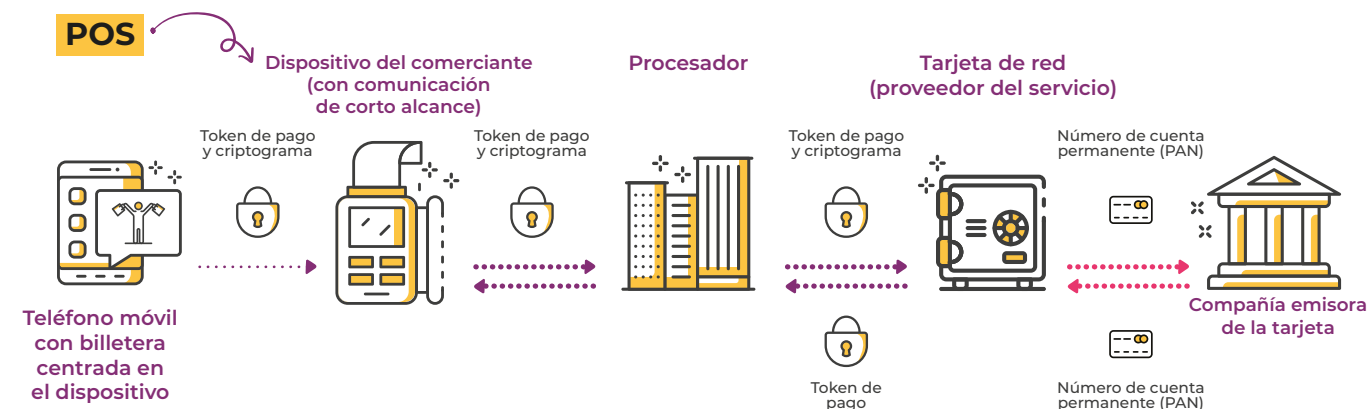 POS
Dispositivo del comerciante
(con comunicación
de corto alcance)
Procesador
Tarjeta de red
(proveedor del servicio)
Token de pago
y criptograma
Token de pago
y criptograma
Token de pago
y criptograma
Número de cuenta
permanente (PAN)
Teléfono móvil
con billetera
centrada en
el dispositivo
Compañía emisora
de la tarjeta
Token de
pago
Número de cuenta
permanente (PAN)